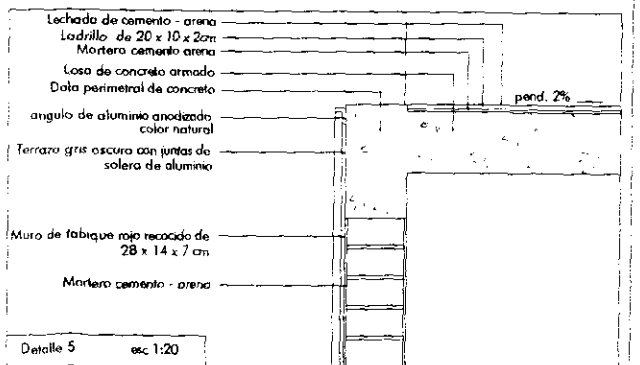 Lechada de cemento - arena
Ladrillo de 20 x 10 x 2cm
Mortero cemento arena
Losa de concreto armado
Dala perimetral de concreto
pend. 2%
angulo de aluminio anodizado
color natural
Terrazo gris oscuro con juntas de
solera de aluminio
Muro de tabique rojo recocido de
28 x 14 x 7 cm
Mortero cemento - arena
Detalle 5 esc 1:20